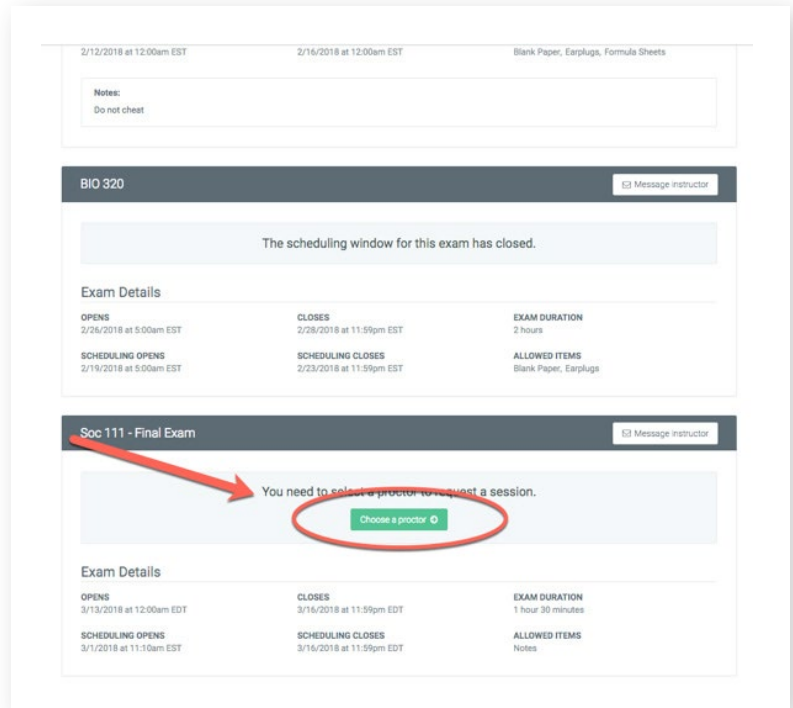 2/12/2018 at 12:00am EST 2/16/2018 at 12:00am EST Blank Paper, Earplugs, Formula Sheets
Notes:
Do not cheat
BIO 320 Message instructor
The scheduling window for this exam has closed.
Exam Details
OPENS CLOSES EXAM DURATION
2/26/2018 at 5:00am EST 2/28/2018 at 11:59pm EST 2 hours
SCHEDULING OPENS SCHEDULING CLOSES ALLOWED ITEMS
2/19/2018 at 5:00am EST 2/23/2018 at 11:59pm EST Blank Paper, Earplugs
Soc 111 - Final Exam Message instructor
You need to select a proctor to request a session.
Choose a proctor
Exam Details
OPENS CLOSES EXAM DURATION
3/13/2018 at 12:00am EDT 3/16/2018 at 11:59pm EDT 1 hour 30 minutes
SCHEDULING OPENS SCHEDULING CLOSES ALLOWED ITEMS
3/1/2018 at 11:10am EST 3/16/2018 at 11:59pm EDT Notes